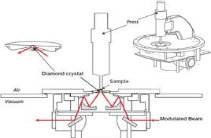 Press
Diamond crystal
Sample
Air
Vacuum
Modulated Beam